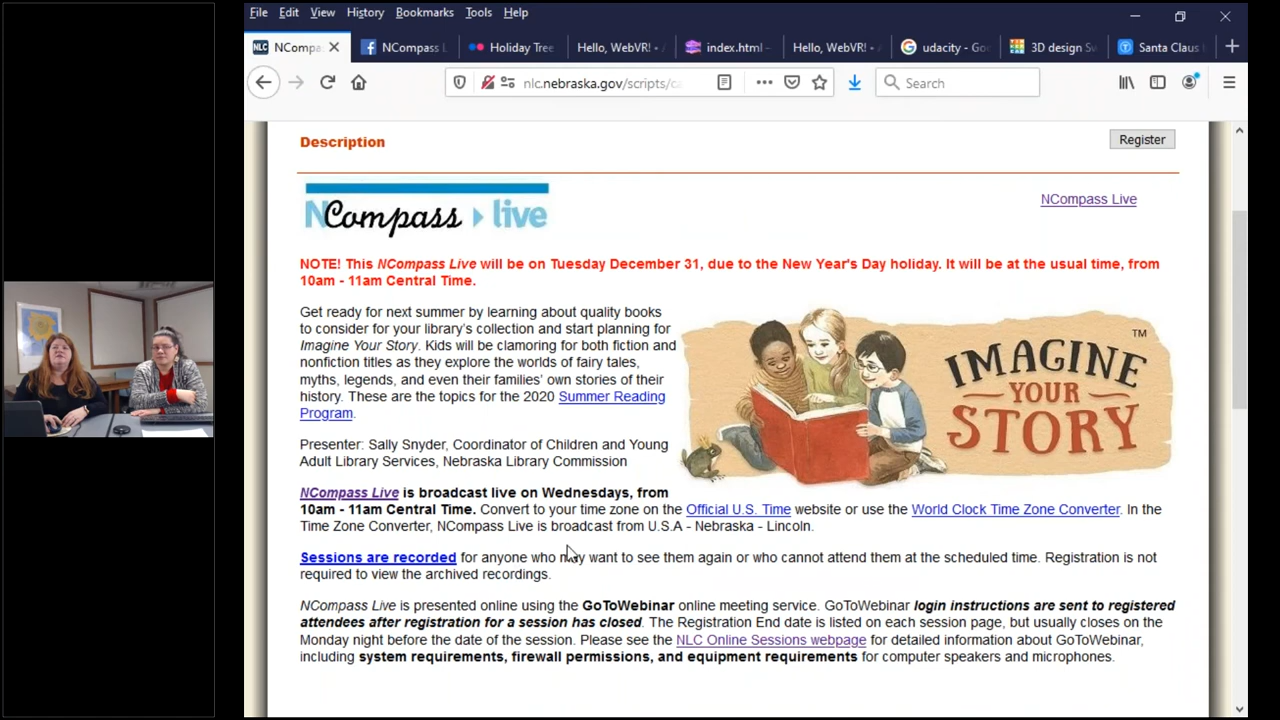 File Edit View History Bookmarks Tools Help
NLC NCompa NCompass L Holiday Tree Hello, WebVR! · index.html – Hello, WebVR! · udacity - Go 3D design Sw Santa Claus
nlc.nebraska.gov/scripts/ca Search
Description Register
NCompass live
NCompass Live
NOTE! This NCompass Live will be on Tuesday December 31, due to the New Year's Day holiday. It will be at the usual time, from
10am - 11am Central Time.
Get ready for next summer by learning about quality books
to consider for your library's collection and start planning for
Imagine Your Story. Kids will be clamoring for both fiction and
nonfiction titles as they explore the worlds of fairy tales,
myths, legends, and even their families' own stories of their
history. These are the topics for the 2020 Summer Reading
Program.
IMAGINE
YOUR
STORY
TM
Presenter: Sally Snyder, Coordinator of Children and Young
Adult Library Services, Nebraska Library Commission
NCompass Live is broadcast live on Wednesdays, from
10am - 11am Central Time. Convert to your time zone on the Official U.S. Time website or use the World Clock Time Zone Converter. In the
Time Zone Converter, NCompass Live is broadcast from U.S.A - Nebraska - Lincoln.
Sessions are recorded for anyone who may want to see them again or who cannot attend them at the scheduled time. Registration is not
required to view the archived recordings.
NCompass Live is presented online using the GoToWebinar online meeting service. GoToWebinar login instructions are sent to registered
attendees after registration for a session has closed. The Registration End date is listed on each session page, but usually closes on the
Monday night before the date of the session. Please see the NLC Online Sessions webpage for detailed information about GoToWebinar,
including system requirements, firewall permissions, and equipment requirements for computer speakers and microphones.